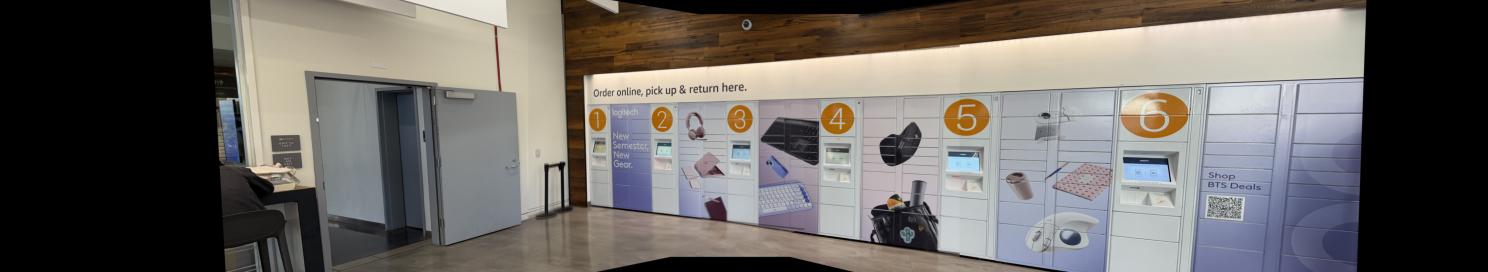 Order online, pick up & return here.
1
2
3
4
5
6
logitech
New
Semester,
New
Gear.
Shop
BTS Deals